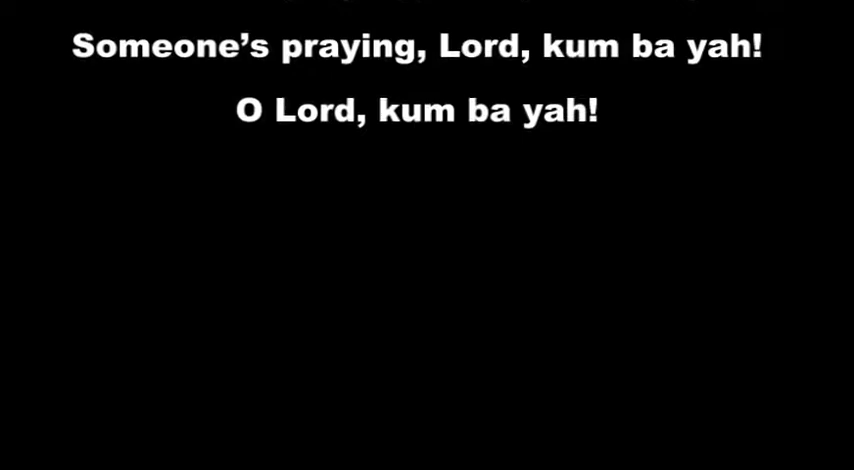 Someone’s praying, Lord, kum ba yah!
O Lord, kum ba yah!